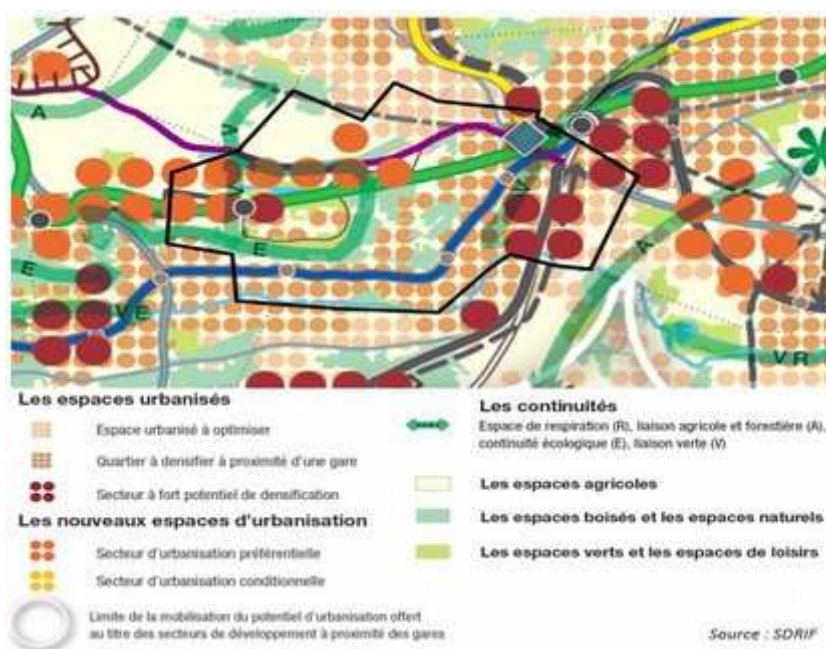 A
V
V
E
E
V E
V
A
V R
Les espaces urbanisés
Espace urbanisé à optimiser
Quartier à densifier à proximité d'une gare
Secteur à fort potentiel de densification
Les nouveaux espaces d'urbanisation
Secteur d'urbanisation préférentielle
Secteur d'urbanisation conditionnelle
Limite de la mobilisation du potentiel d'urbanisation offert
au titre des secteurs de développement à proximité des gares
Les continuités
Espace de respiration (R), liaison agricole et forestière (A),
continuité écologique (E), liaison verte (V)
Les espaces agricoles
Les espaces boisés et les espaces naturels
Les espaces verts et les espaces de loisirs
Source : SDRIF